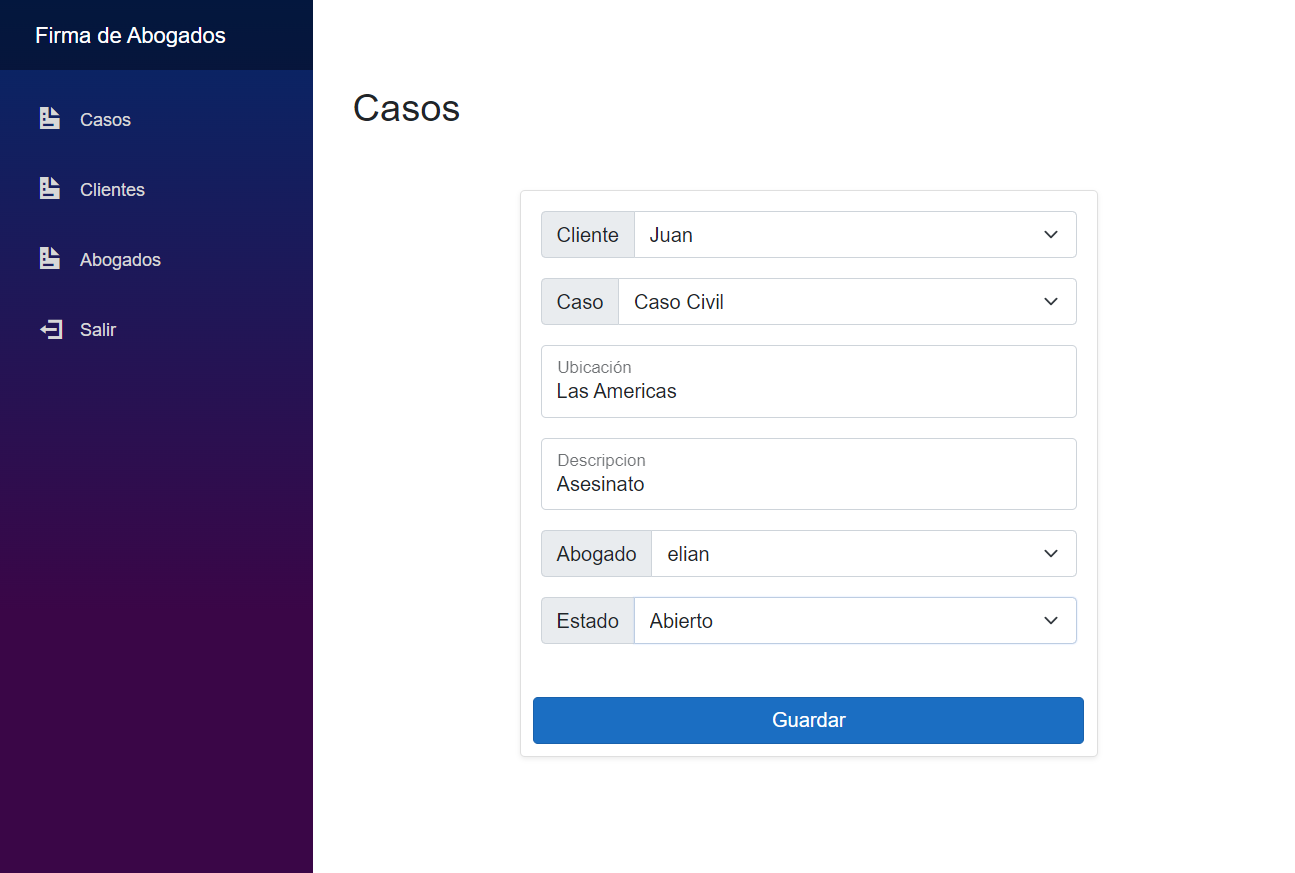 Firma de Abogados
Casos
Clientes
Abogados
Salir
Casos
Cliente Juan
Caso Caso Civil
Ubicación
Las Americas
Descripcion
Asesinato
Abogado elian
Estado Abierto
Guardar